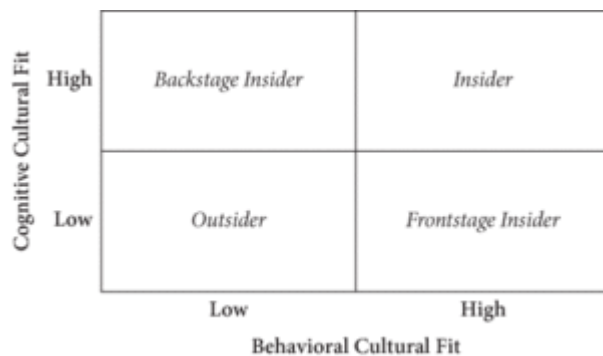 Cognitive Cultural Fit
High
Backstage Insider
Insider
Low
Outsider
Frontstage Insider
Low
High
Behavioral Cultural Fit